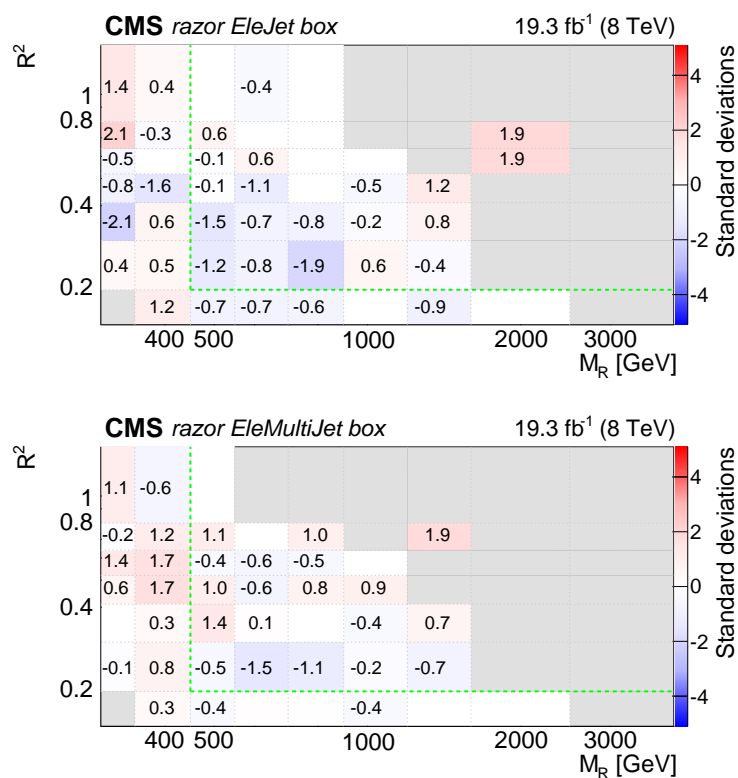 CMS razor EleJet box 19.3 fb⁻¹ (8 TeV)
R²
1
0.8
0.4
0.2
1.4 0.4 -0.4
2.1 -0.3 0.6 1.9
-0.5 -0.1 0.6 1.9
-0.8 -1.6 -0.1 -1.1 -0.5 1.2
-2.1 0.6 -1.5 -0.7 -0.8 -0.2 0.8
0.4 0.5 -1.2 -0.8 -1.9 0.6 -0.4
1.2 -0.7 -0.7 -0.6 -0.9
400 500 1000 2000 3000
M_R [GeV]
4
2
0
-2
-4
Standard deviations
CMS razor EleMultiJet box 19.3 fb⁻¹ (8 TeV)
R²
1
0.8
0.4
0.2
1.1 -0.6
-0.2 1.2 1.1 1.0 1.9
1.4 1.7 -0.4 -0.6 -0.5
0.6 1.7 1.0 -0.6 0.8 0.9
0.3 1.4 0.1 -0.4 0.7
-0.1 0.8 -0.5 -1.5 -1.1 -0.2 -0.7
0.3 -0.4 -0.4
400 500 1000 2000 3000
M_R [GeV]
4
2
0
-2
-4
Standard deviations